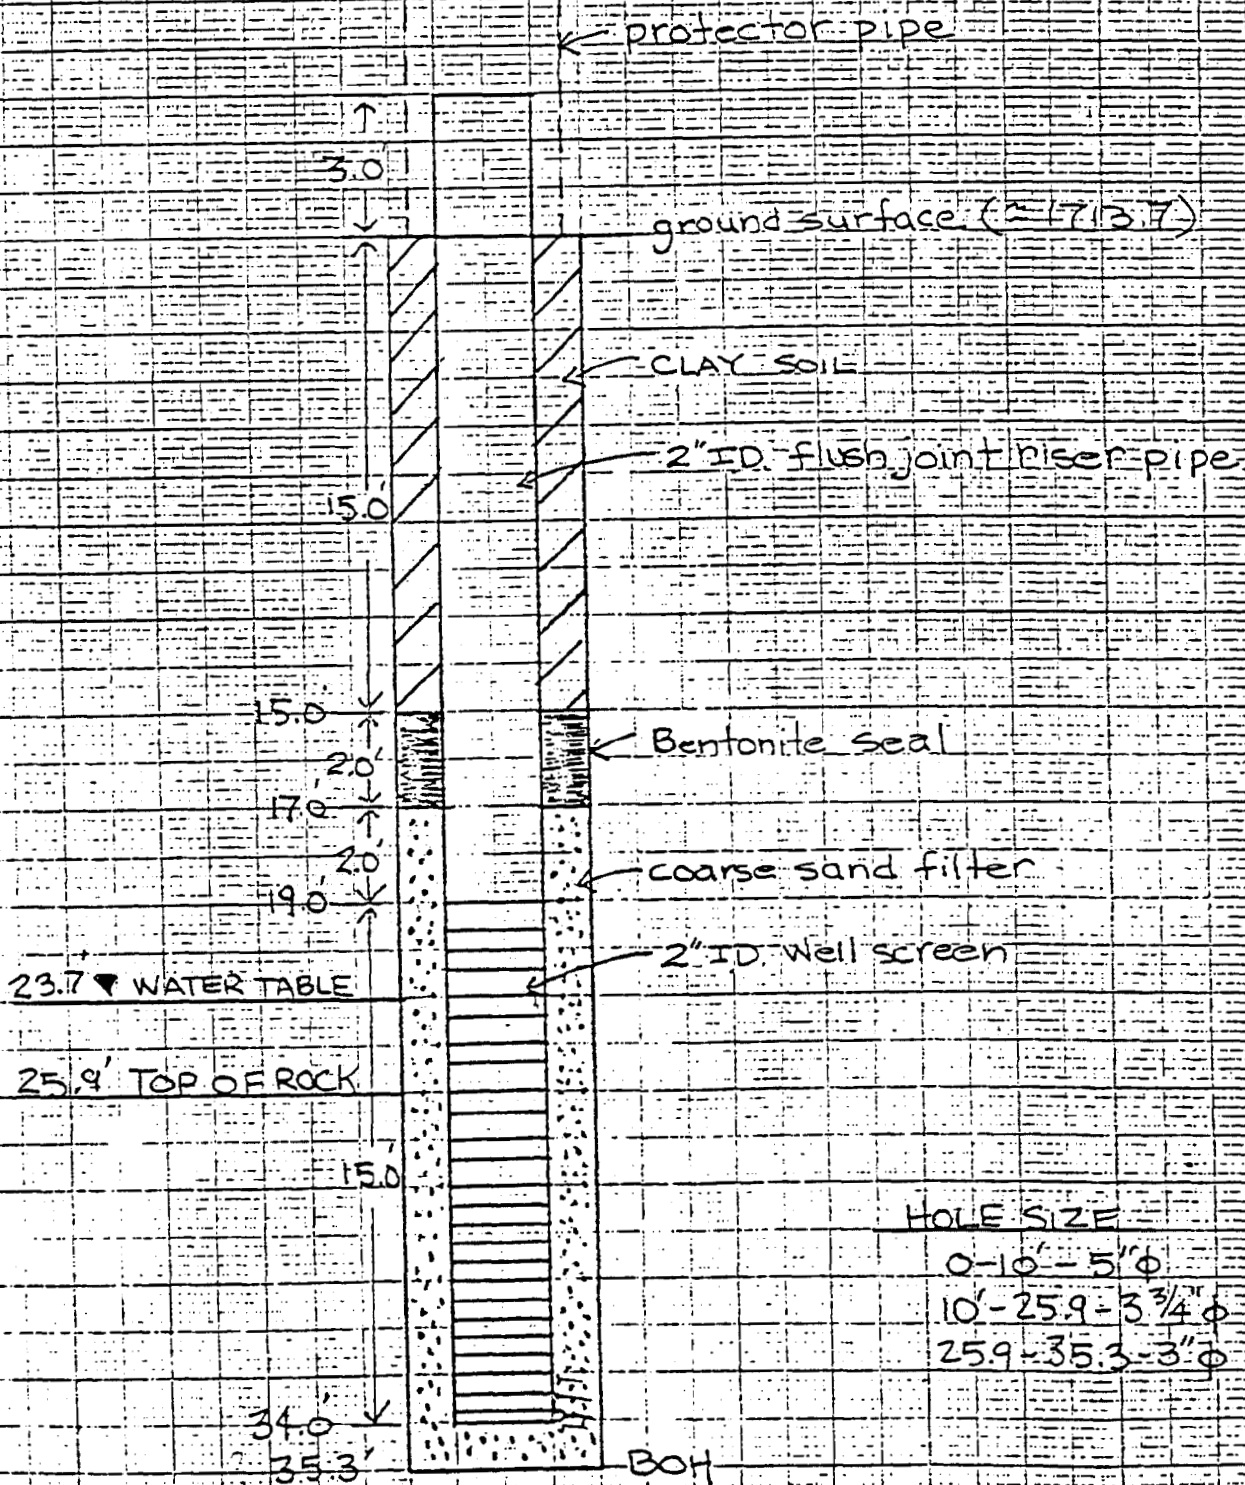 protector pipe
3.0'
ground surface (≈1713.7)
CLAY SOIL
2" I.D. flush joint riser pipe
15.0'
15.0'
Bentonite seal
2.0'
17.0'
2.0'
coarse sand filter
19.0'
2" I.D. Well screen
23.7' ▼ WATER TABLE
25.9' TOP OF ROCK
15.0'
HOLE SIZE
0-10' - 5" φ
10' - 25.9 - 3 3/4" φ
25.9 - 35.3 - 3" φ
34.0'
35.3'
BOH